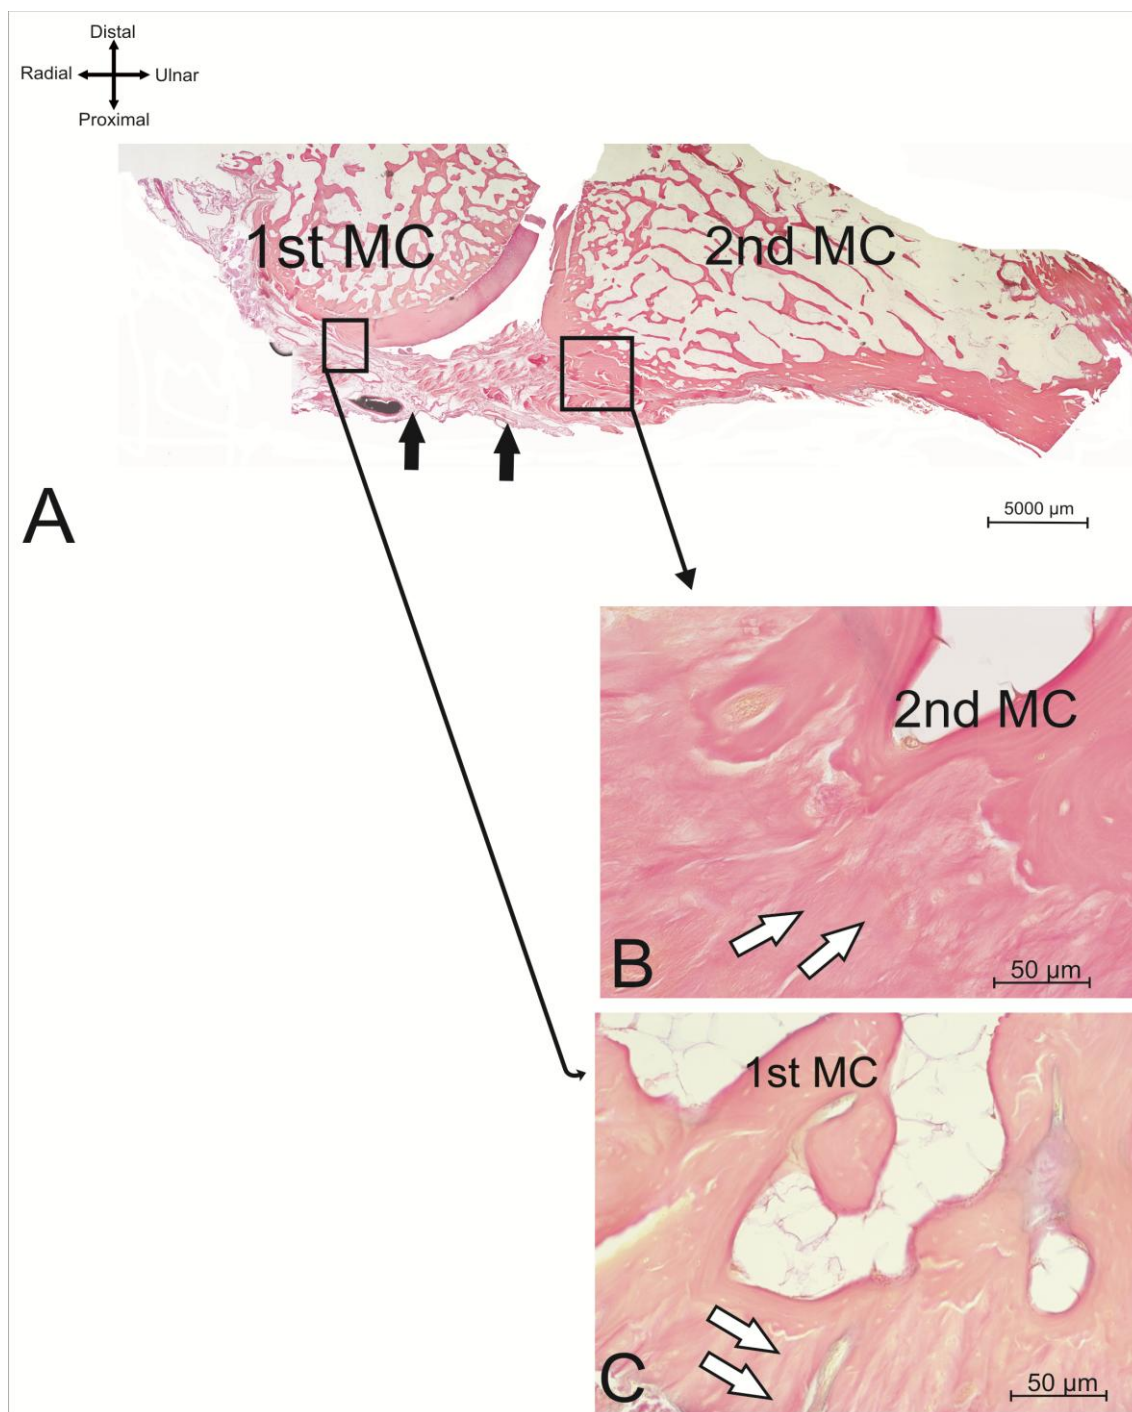 Distal
Radial Ulnar
Proximal
1st MC 2nd MC
A
5000 µm
2nd MC
B
50 µm
1st MC
C
50 µm